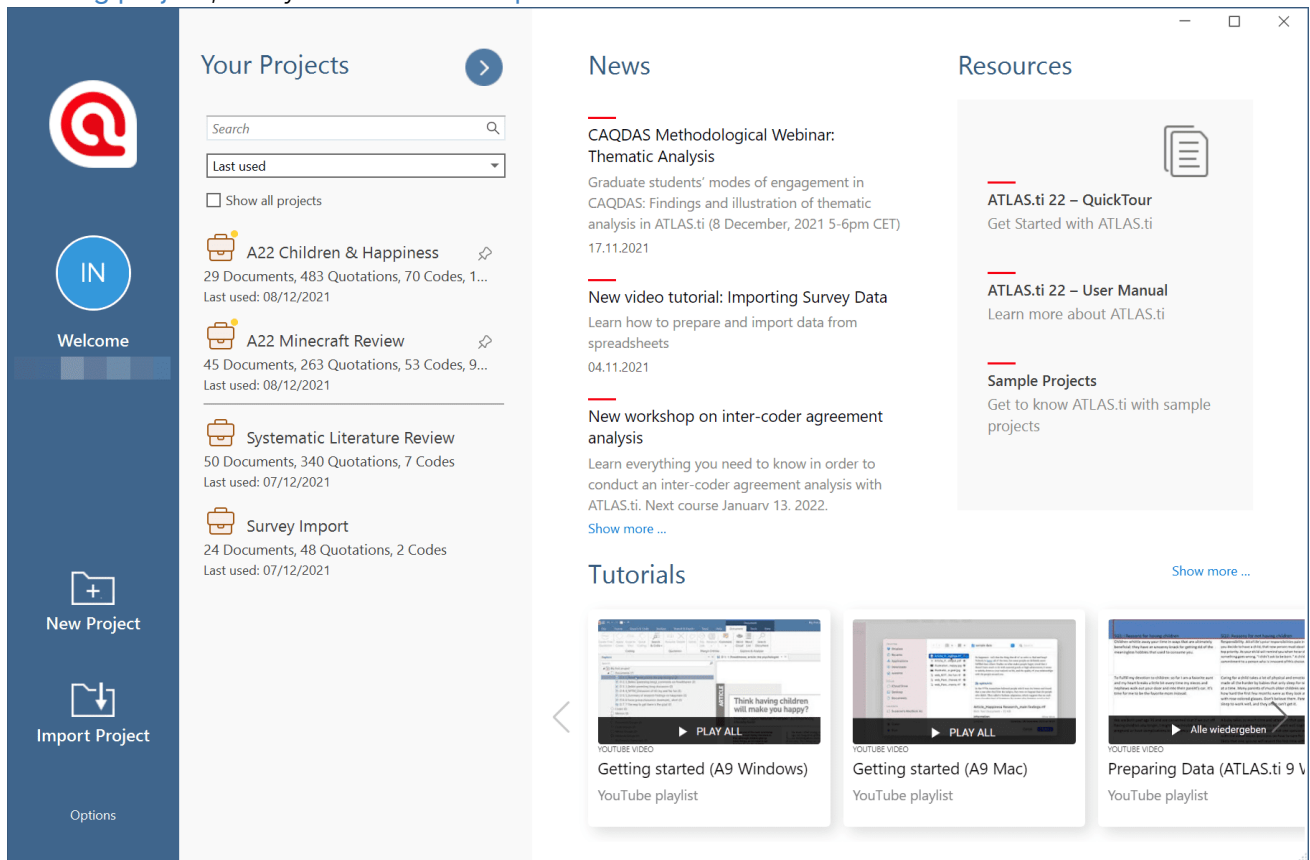 IN
Welcome
New Project
Import Project
Options
Your Projects
Search
Last used
Show all projects
A22 Children & Happiness
29 Documents, 483 Quotations, 70 Codes, 1...
Last used: 08/12/2021
A22 Minecraft Review
45 Documents, 263 Quotations, 53 Codes, 9...
Last used: 08/12/2021
Systematic Literature Review
50 Documents, 340 Quotations, 7 Codes
Last used: 07/12/2021
Survey Import
24 Documents, 48 Quotations, 2 Codes
Last used: 07/12/2021
News
CAQDAS Methodological Webinar:
Thematic Analysis
Graduate students' modes of engagement in
CAQDAS: Findings and illustration of thematic
analysis in ATLAS.ti (8 December, 2021 5-6pm CET)
17.11.2021
New video tutorial: Importing Survey Data
Learn how to prepare and import data from
spreadsheets
04.11.2021
New workshop on inter-coder agreement
analysis
Learn everything you need to know in order to
conduct an inter-coder agreement analysis with
ATLAS.ti. Next course January 13. 2022.
Show more ...
Resources
ATLAS.ti 22 – QuickTour
Get Started with ATLAS.ti
ATLAS.ti 22 – User Manual
Learn more about ATLAS.ti
Sample Projects
Get to know ATLAS.ti with sample
projects
Tutorials
Show more ...
ARTICLE
Think having children
will make you happy?
PLAY ALL
YOUTUBE VIDEO
Getting started (A9 Windows)
YouTube playlist
PLAY ALL
YOUTUBE VIDEO
Getting started (A9 Mac)
YouTube playlist
Alle wiedergeben
YOUTUBE VIDEO
Preparing Data (ATLAS.ti 9
YouTube playlist